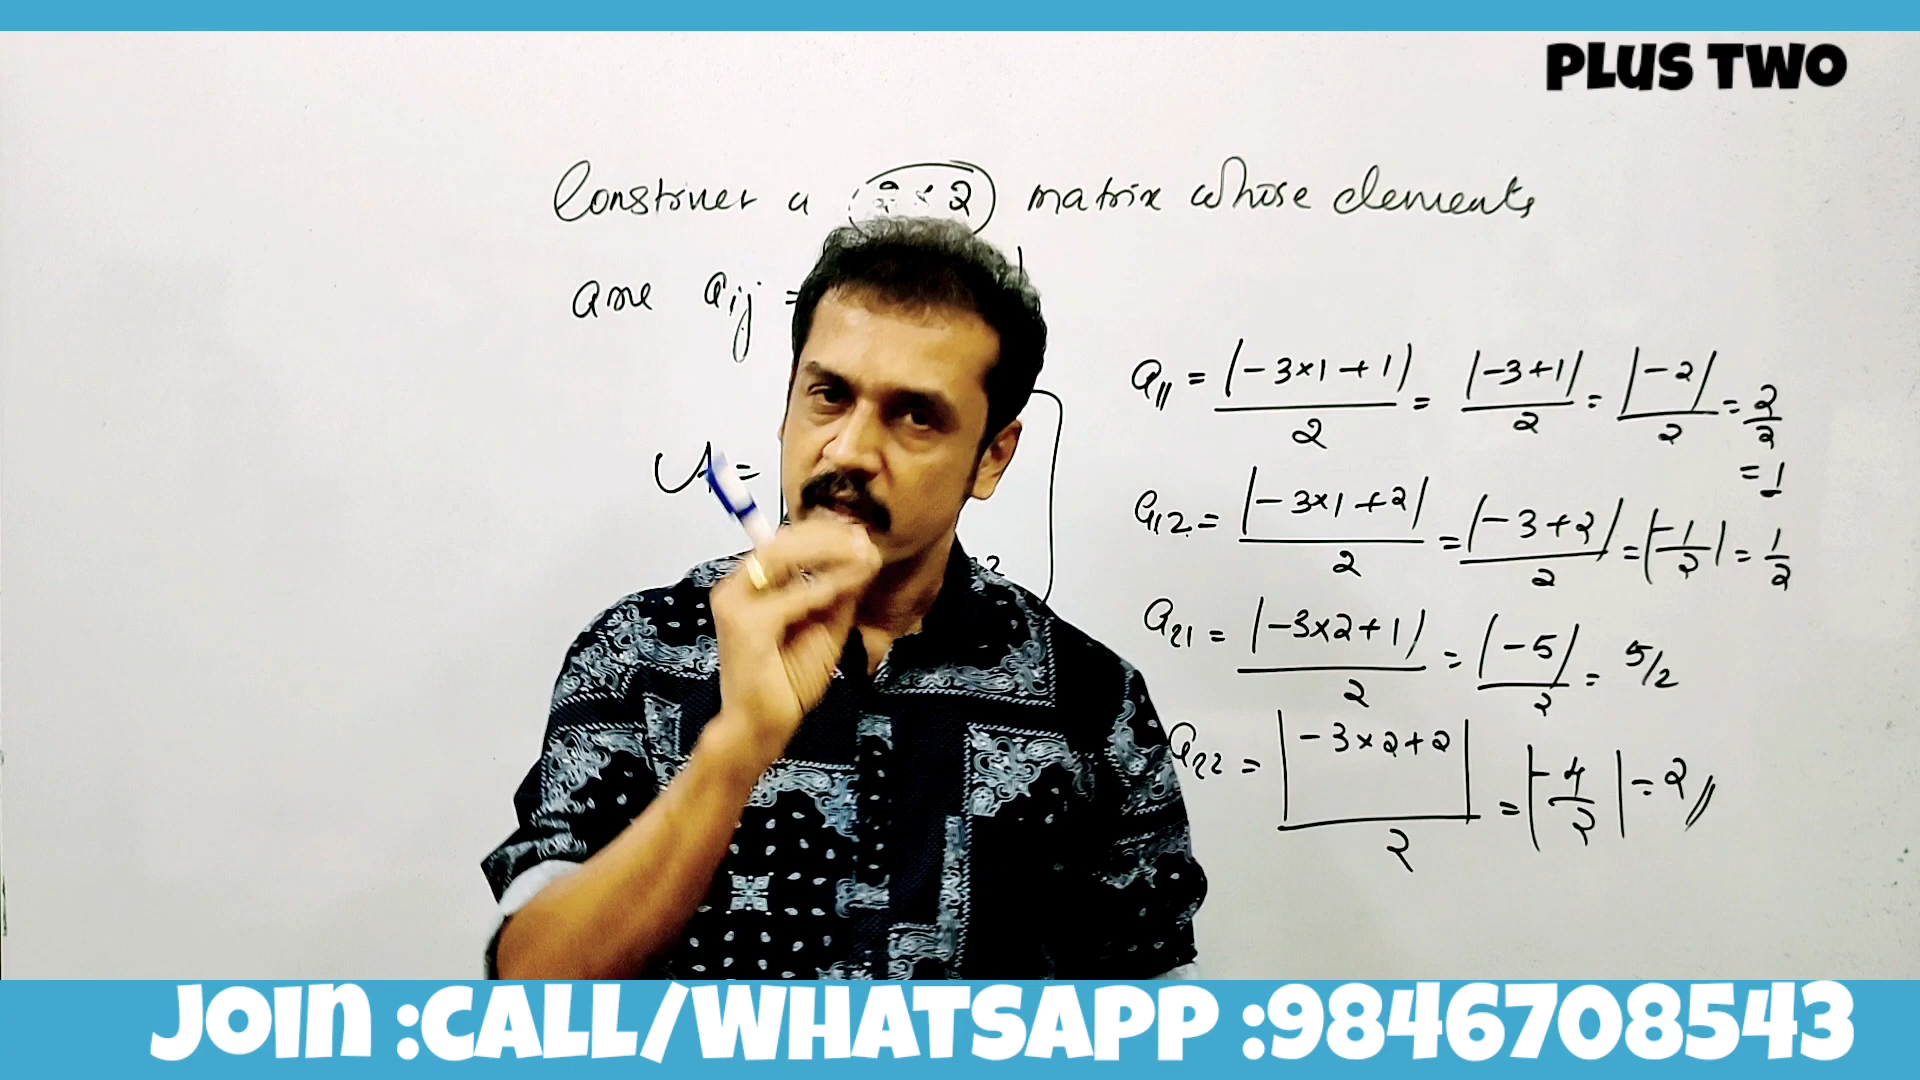 PLUS TWO
Construct a 2 × 2 matrix whose elements
are aij =
A =
a11 = |-3×1+1| / 2 = |-3+1| / 2 = |-2| / 2 = 2/2
= 1
a12 = |-3×1+2| / 2 = |-3+2| / 2 = |-1/2| = 1/2
a21 = |-3×2+1| / 2 = |-5| / 2 = 5/2
a22 = |-3×2+2| / 2 = |-4/2| = 2//
JOIN :CALL/WHATSAPP :9846708543